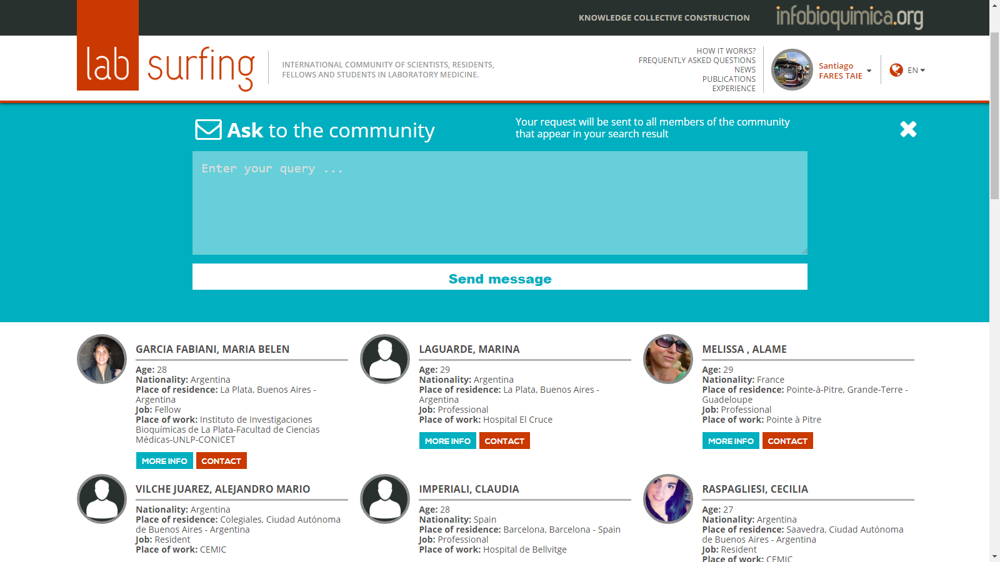 KNOWLEDGE COLLECTIVE CONSTRUCTION
infobioquimica.org
lab surfing
INTERNATIONAL COMMUNITY OF SCIENTISTS, RESIDENTS,
FELLOWS AND STUDENTS IN LABORATORY MEDICINE.
HOW IT WORKS?
FREQUENTLY ASKED QUESTIONS
NEWS
PUBLICATIONS
EXPERIENCE
Santiago
FARES TAIE
EN
Ask to the community
Your request will be sent to all members of the community
that appear in your search result
Enter your query ...
Send message
GARCIA FABIANI, MARIA BELEN
Age: 28
Nationality: Argentina
Place of residence: La Plata, Buenos Aires -
Argentina
Job: Fellow
Place of work: Instituto de Investigaciones
Bioquímicas de La Plata-Facultad de Ciencias
Médicas-UNLP-CONICET
MORE INFO CONTACT
LAGUARDE, MARINA
Age: 29
Nationality: Argentina
Place of residence: La Plata, Buenos Aires -
Argentina
Job: Professional
Place of work: Hospital El Cruce
MORE INFO CONTACT
MELISSA , ALAME
Age: 29
Nationality: France
Place of residence: Pointe-à-Pitre, Grande-Terre -
Guadeloupe
Job: Professional
Place of work: Pointe à Pitre
MORE INFO CONTACT
VILCHE JUAREZ, ALEJANDRO MARIO
Nationality: Argentina
Place of residence: Colegiales, Ciudad Autónoma
de Buenos Aires - Argentina
Job: Resident
Place of work: CEMIC
IMPERIALI, CLAUDIA
Age: 28
Nationality: Spain
Place of residence: Barcelona, Barcelona - Spain
Job: Professional
Place of work: Hospital de Bellvitge
RASPAGLIESI, CECILIA
Age: 27
Nationality: Argentina
Place of residence: Saavedra, Ciudad Autónoma
de Buenos Aires - Argentina
Job: Resident
Place of work: CEMIC